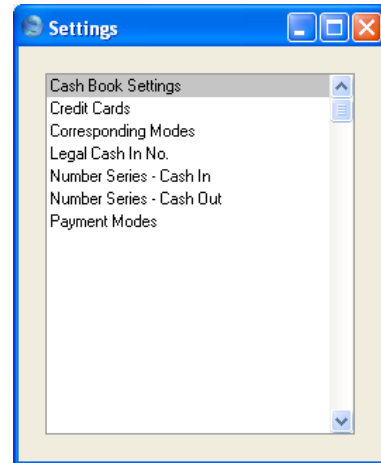 Settings
Cash Book Settings
Credit Cards
Corresponding Modes
Legal Cash In No.
Number Series - Cash In
Number Series - Cash Out
Payment Modes